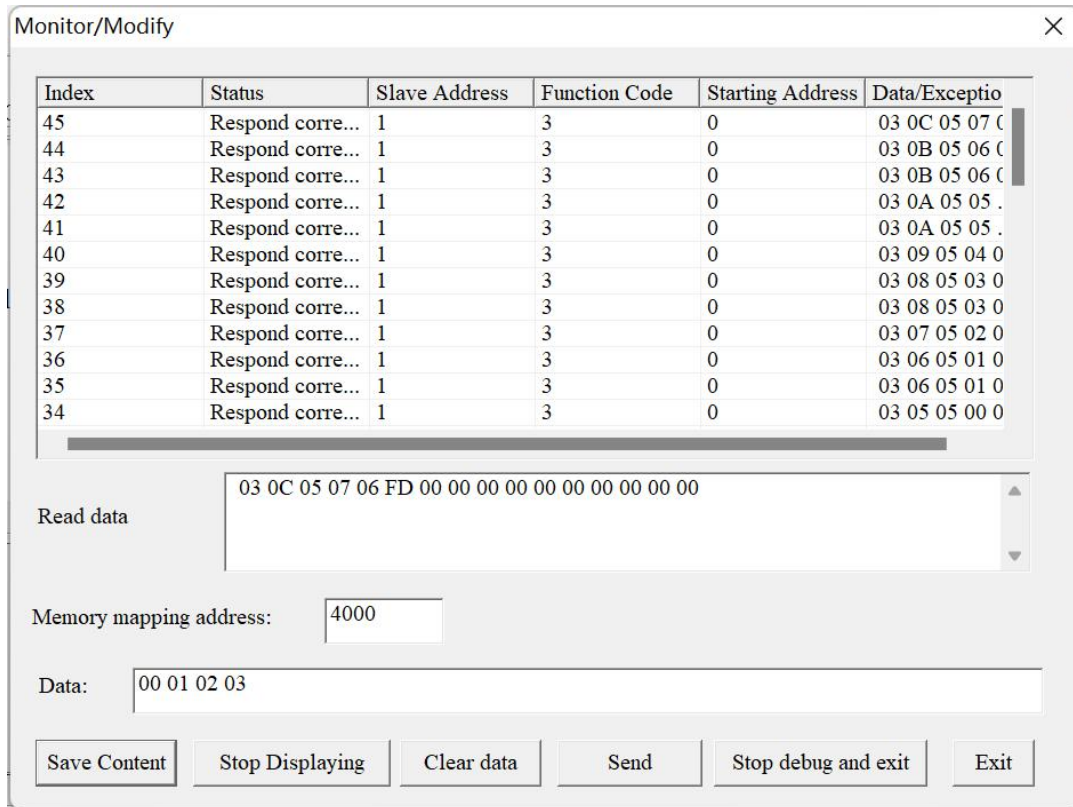 Monitor/Modify
Index Status Slave Address Function Code Starting Address Data/Exceptio
45 Respond corre... 1 3 0 03 0C 05 07 0
44 Respond corre... 1 3 0 03 0B 05 06 0
43 Respond corre... 1 3 0 03 0B 05 06 0
42 Respond corre... 1 3 0 03 0A 05 05 .
41 Respond corre... 1 3 0 03 0A 05 05 .
40 Respond corre... 1 3 0 03 09 05 04 0
39 Respond corre... 1 3 0 03 08 05 03 0
38 Respond corre... 1 3 0 03 08 05 03 0
37 Respond corre... 1 3 0 03 07 05 02 0
36 Respond corre... 1 3 0 03 06 05 01 0
35 Respond corre... 1 3 0 03 06 05 01 0
34 Respond corre... 1 3 0 03 05 05 00 0
03 0C 05 07 06 FD 00 00 00 00 00 00 00 00 00 00
Read data
Memory mapping address: 4000
Data: 00 01 02 03
Save Content Stop Displaying Clear data Send Stop debug and exit Exit